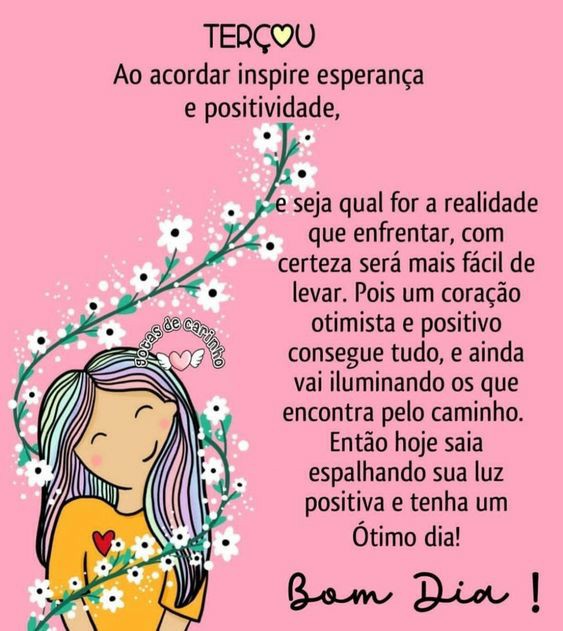 TERÇOU
Ao acordar inspire esperança
e positividade,
e seja qual for a realidade
que enfrentar, com
certeza será mais fácil de
levar. Pois um coração
otimista e positivo
consegue tudo, e ainda
vai iluminando os que
encontra pelo caminho.
Então hoje saia
espalhando sua luz
positiva e tenha um
Ótimo dia!
gotas de carinho
Bom Dia !